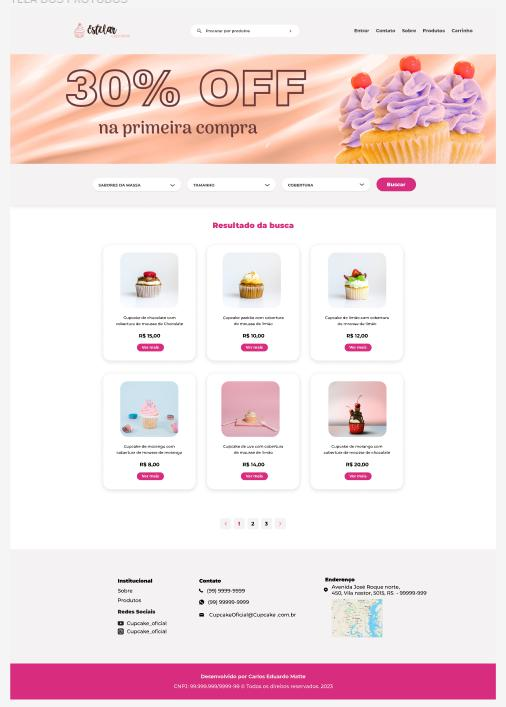 TELA DOS PRODUTOS
Estelar
Procurar por produtos
Entrar Contato Sobre Produtos Carrinho
30% OFF
na primeira compra
SABORES DA MASSA TAMANHO COBERTURA Buscar
Resultado da busca
Cupcake de chocolate com
cobertura de mousse de Chocolate
R$ 15,00
Ver mais
Cupcake padrão com cobertura
de mousse de limão
R$ 10,00
Ver mais
Cupcake de limão com cobertura
de mousse de limão
R$ 12,00
Ver mais
Cupcake de morango com
cobertura de mousse de morango
R$ 8,00
Ver mais
Cupcake de uva com cobertura
de mousse de limão
R$ 14,00
Ver mais
Cupcake de morango com
cobertura de mousse de chocolate
R$ 20,00
Ver mais
< 1 2 3 >
Institucional
Sobre
Produtos
Redes Sociais
Cupcake_oficial
Cupcake_oficial
Contato
(99) 9999-9999
(99) 99999-9999
CupcakeOficial@Cupcake.com.br
Enderenço
Avenida José Roque norte,
450, Vila nastor, 5015, RS. - 99999-999
Desenvolvido por Carlos Eduardo Matte
CNPJ: 99.999.999/9999-99 © Todos os direitos reservados. 2023